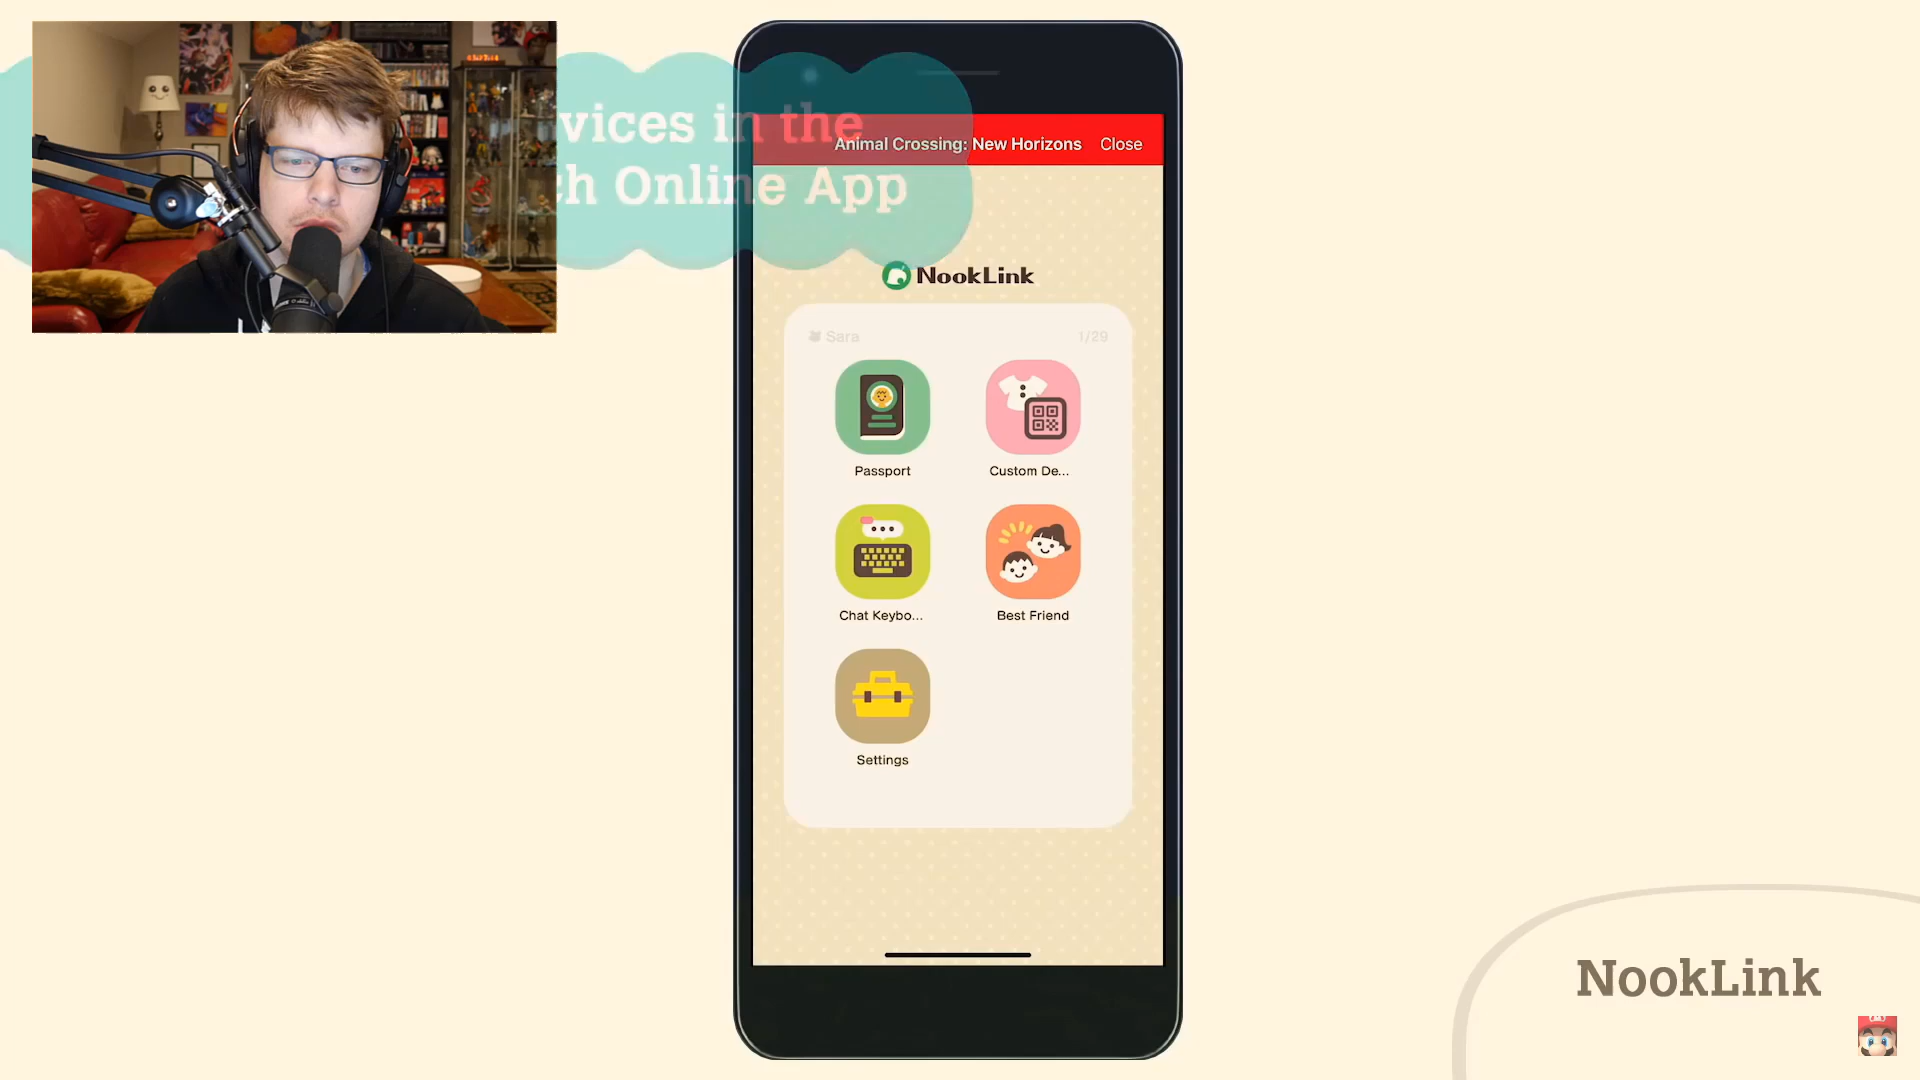 vices in the
ch Online App
Animal Crossing: New Horizons Close
NookLink
Sara 1/29
Passport Custom De...
Chat Keybo... Best Friend
Settings
NookLink